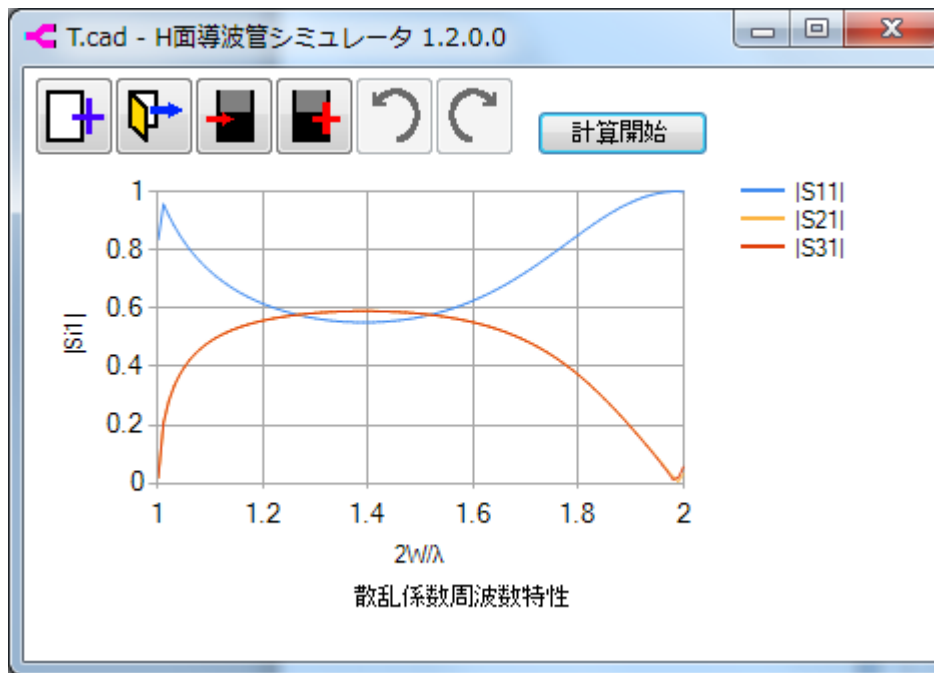 T.cad - H面導波管シミュレータ 1.2.0.0
計算開始
|S11|
|S21|
|S31|
1
0.8
0.6
0.4
0.2
0
|Si1|
1 1.2 1.4 1.6 1.8 2
2W/λ
散乱係数周波数特性